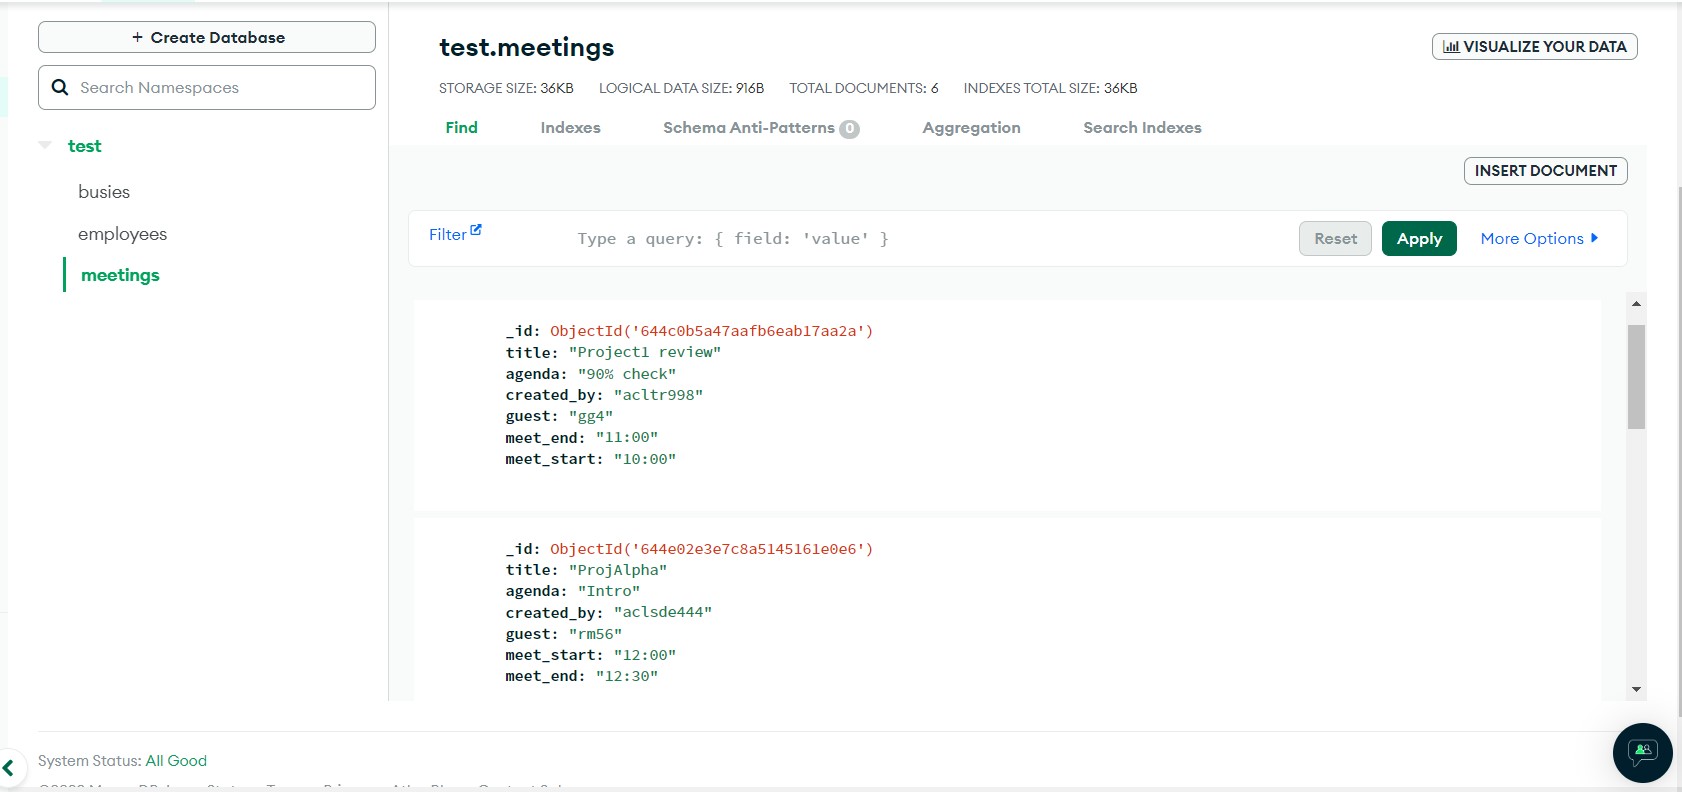 + Create Database
Search Namespaces
test
busies
employees
meetings
test.meetings
VISUALIZE YOUR DATA
STORAGE SIZE: 36KB LOGICAL DATA SIZE: 916B TOTAL DOCUMENTS: 6 INDEXES TOTAL SIZE: 36KB
Find Indexes Schema Anti-Patterns 0 Aggregation Search Indexes
INSERT DOCUMENT
Filter Type a query: { field: 'value' } Reset Apply More Options
_id: ObjectId('644c0b5a47aafb6eab17aa2a')
title: "Project1 review"
agenda: "90% check"
created_by: "acltr998"
guest: "gg4"
meet_end: "11:00"
meet_start: "10:00"
_id: ObjectId('644e02e3e7c8a5145161e0e6')
title: "ProjAlpha"
agenda: "Intro"
created_by: "aclsde444"
guest: "rm56"
meet_start: "12:00"
meet_end: "12:30"
System Status: All Good